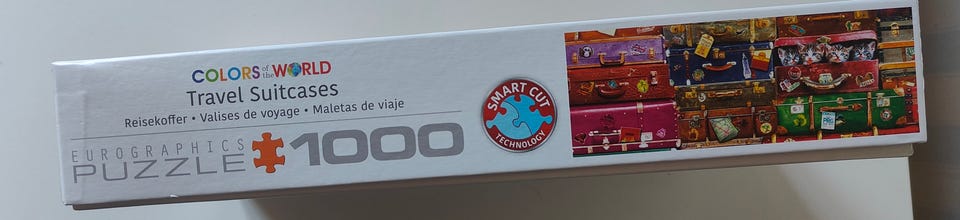 COLORS of the WORLD
Travel Suitcases
Reisekoffer • Valises de voyage • Maletas de viaje
EUROGRAPHICS
PUZZLE 1000
SMART CUT
TECHNOLOGY